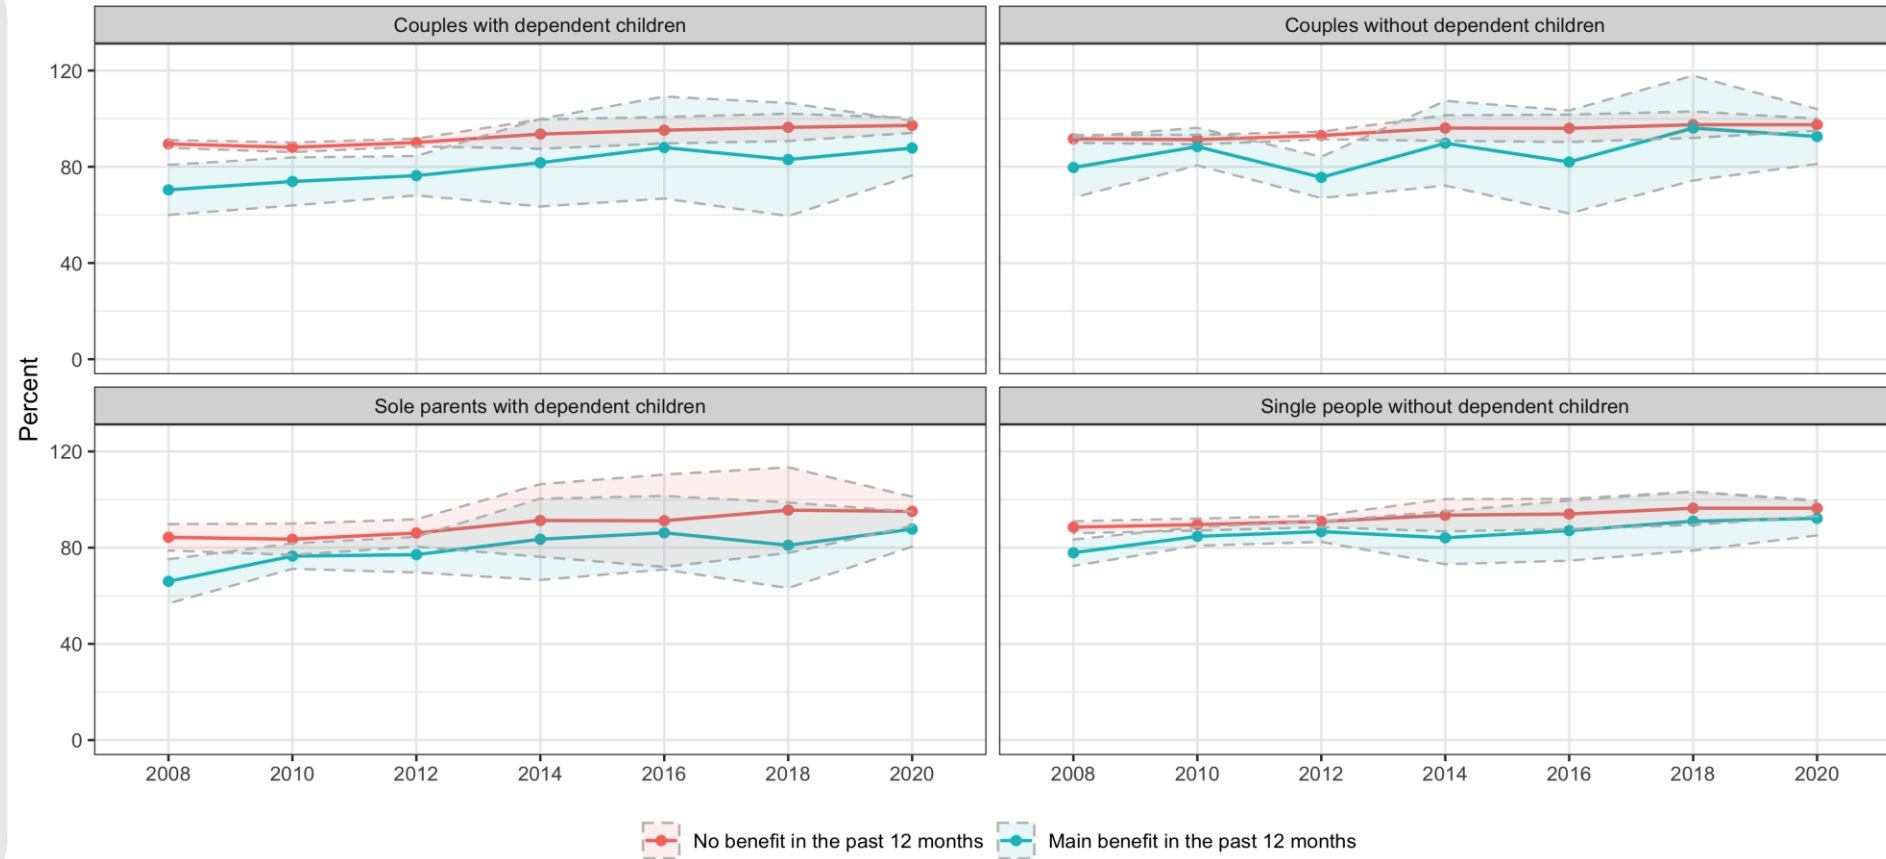 Couples with dependent children
Couples without dependent children
120
80
40
0
Percent
Sole parents with dependent children
Single people without dependent children
120
80
40
0
2008 2010 2012 2014 2016 2018 2020
2008 2010 2012 2014 2016 2018 2020
No benefit in the past 12 months
Main benefit in the past 12 months